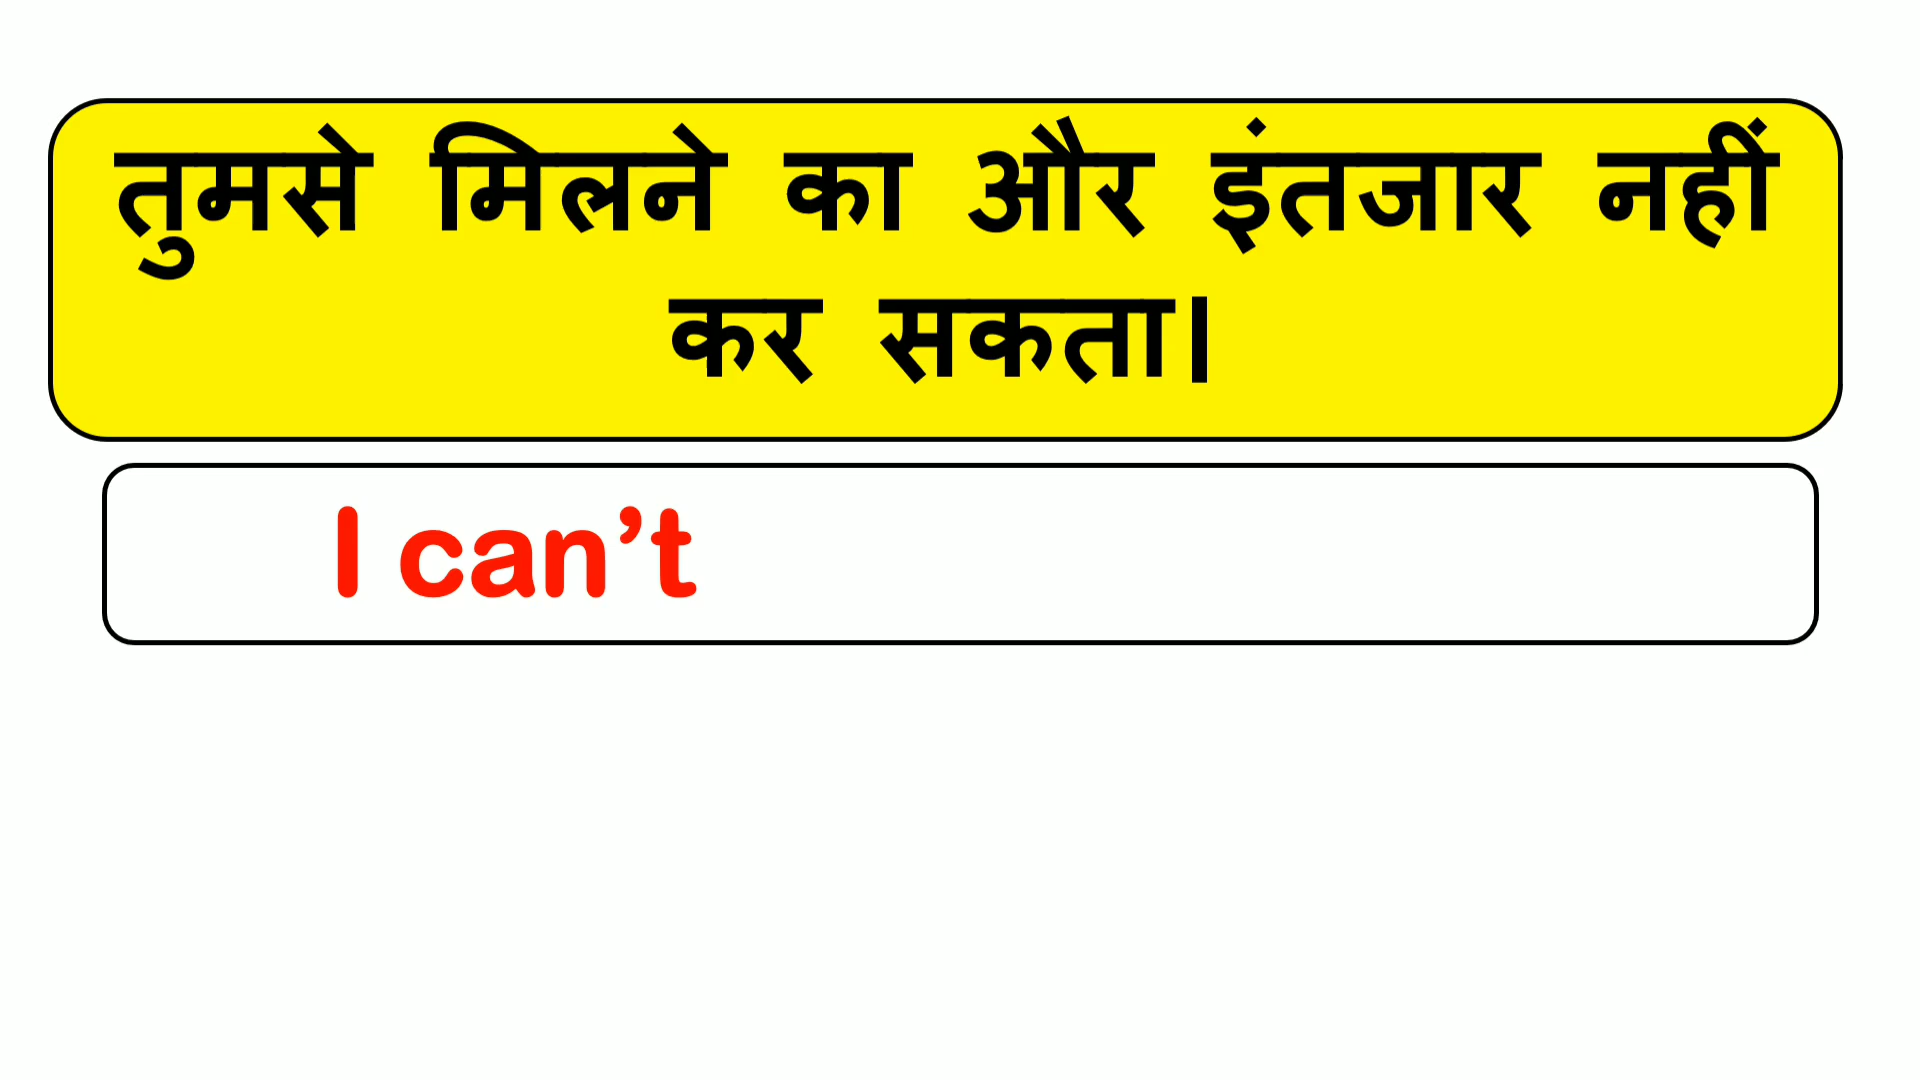 तुमसे मिलने का और इंतजार नहीं
कर सकता।
I can’t